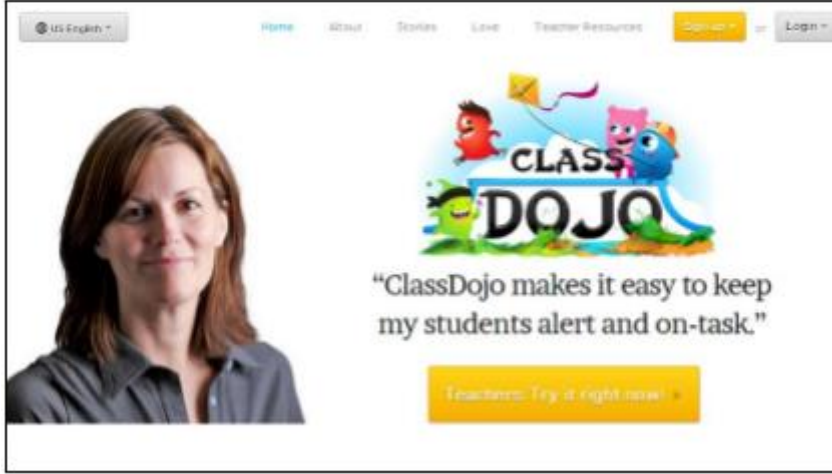 US English
Home About Stories Love Teacher Resources Sign up or Login
CLASS
DOJO
“ClassDojo makes it easy to keep
my students alert and on-task.”
Teachers: Try it right now! »